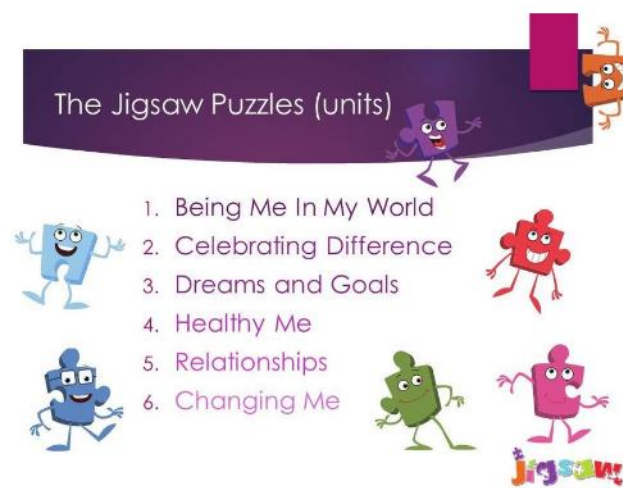 The Jigsaw Puzzles (units)
1. Being Me In My World
2. Celebrating Difference
3. Dreams and Goals
4. Healthy Me
5. Relationships
6. Changing Me
jigsaw